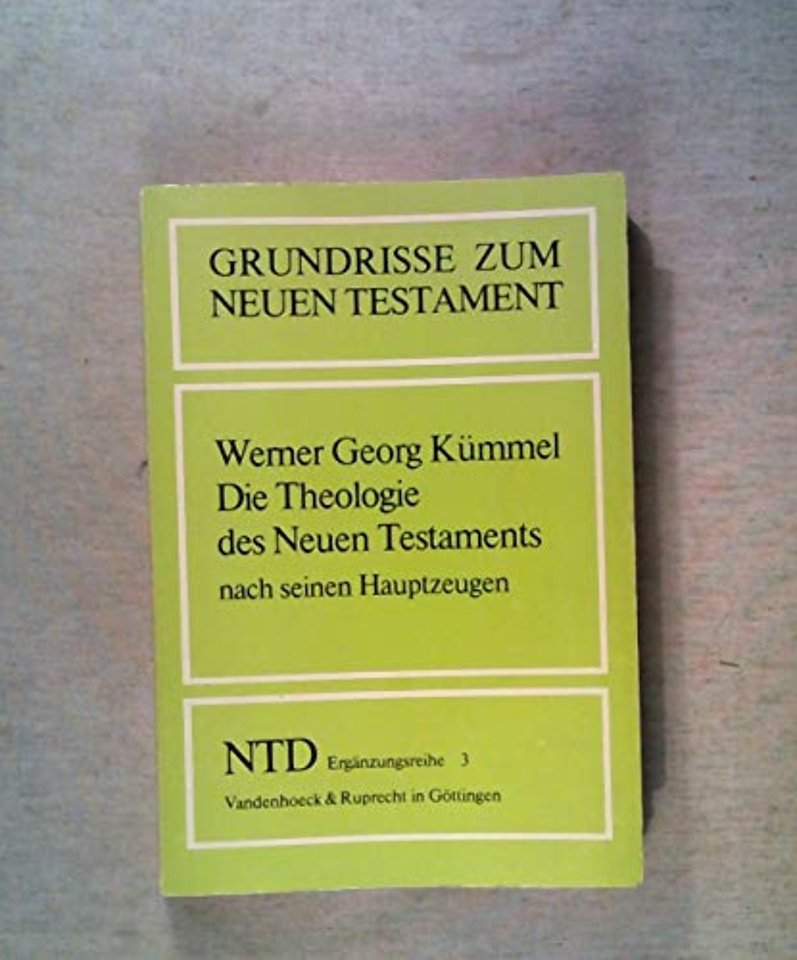 GRUNDRISSE ZUM
NEUEN TESTAMENT
Werner Georg Kümmel
Die Theologie
des Neuen Testaments
nach seinen Hauptzeugen
NTD Ergänzungsreihe 3
Vandenhoeck & Ruprecht in Göttingen